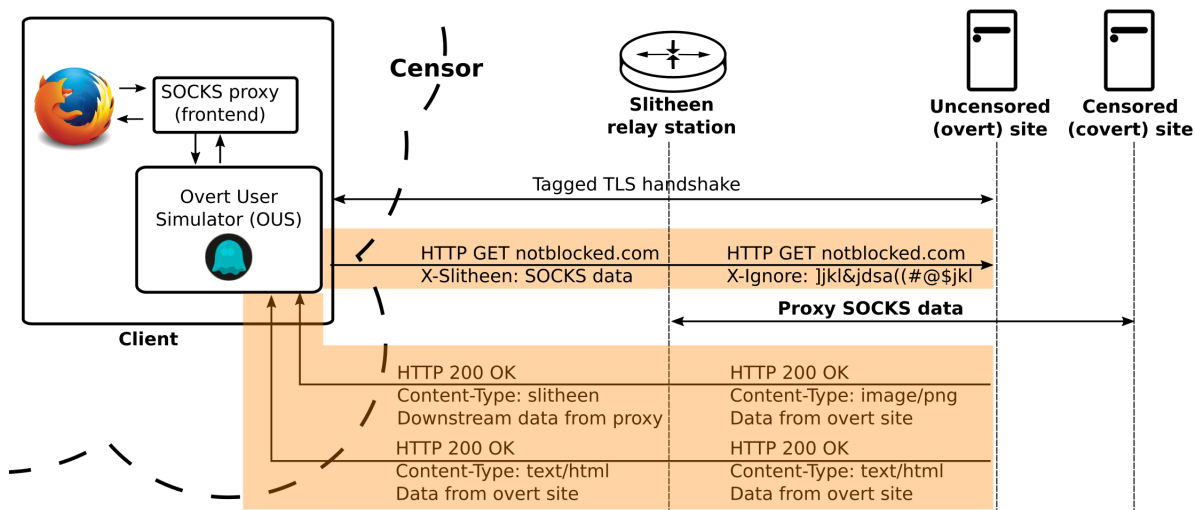 Censor
SOCKS proxy
(frontend)
Overt User
Simulator (OUS)
Client
Slitheen
relay station
Uncensored
(overt) site
Censored
(covert) site
Tagged TLS handshake
HTTP GET notblocked.com
X-Slitheen: SOCKS data
HTTP GET notblocked.com
X-Ignore: ]jkl&jdsa((#@$jkl
Proxy SOCKS data
HTTP 200 OK
Content-Type: slitheen
Downstream data from proxy
HTTP 200 OK
Content-Type: image/png
Data from overt site
HTTP 200 OK
Content-Type: text/html
Data from overt site
HTTP 200 OK
Content-Type: text/html
Data from overt site